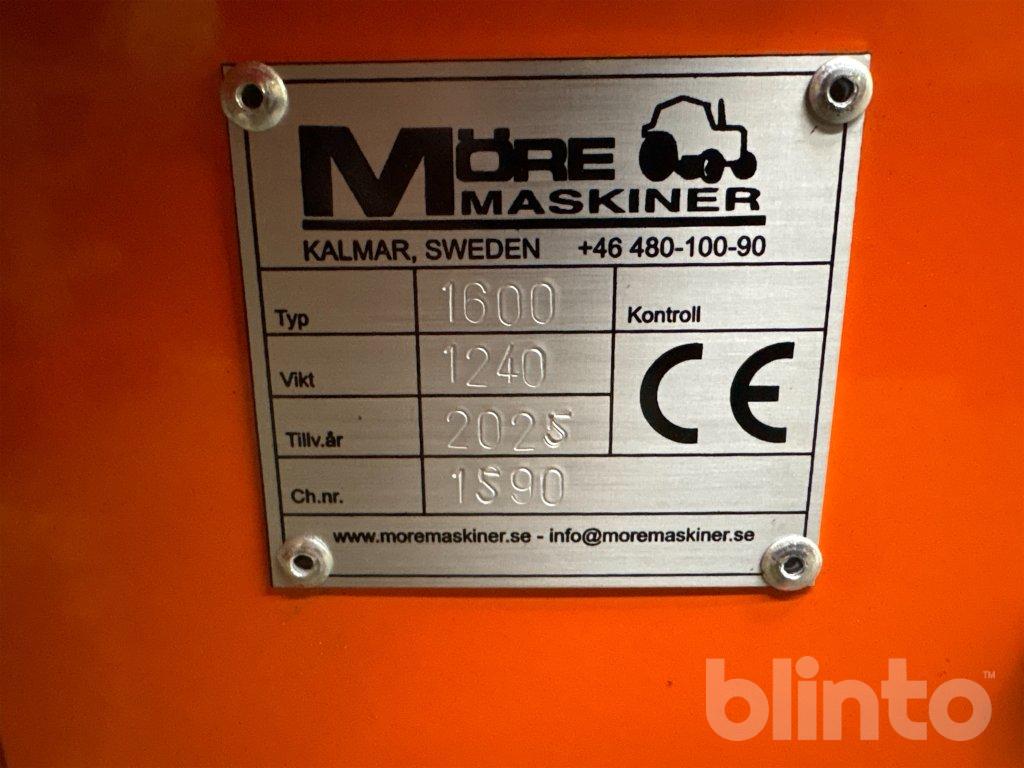 MÖRE
MASKINER
KALMAR, SWEDEN +46 480-100-90
Typ 1600 Kontroll
Vikt 1240 CE
Tillv.år 2025
Ch.nr. 1590
www.moremaskiner.se - info@moremaskiner.se
blinto™